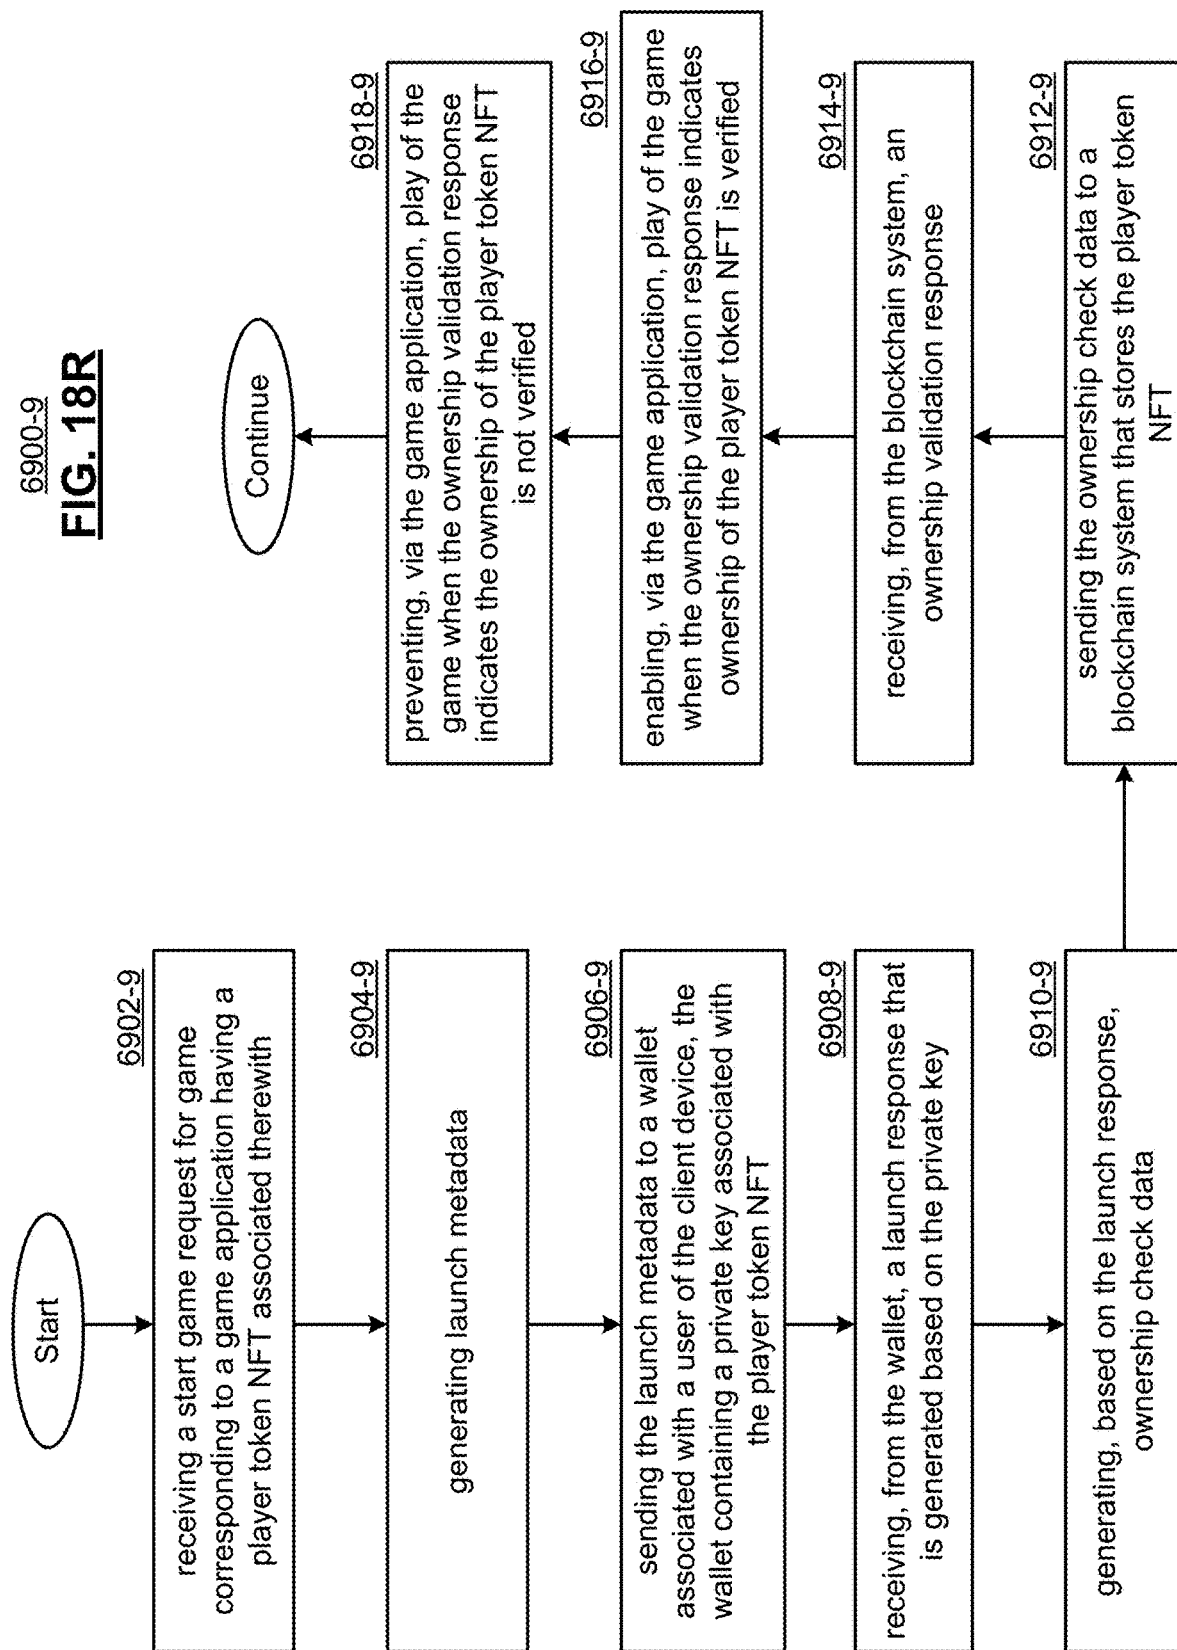 6900-9
FIG. 18R
Start
6902-9
receiving a start game request for game
corresponding to a game application having a
player token NFT associated therewith
6904-9
generating launch metadata
6906-9
sending the launch metadata to a wallet
associated with a user of the client device, the
wallet containing a private key associated with
the player token NFT
6908-9
receiving, from the wallet, a launch response that
is generated based on the private key
6910-9
generating, based on the launch response,
ownership check data
6912-9
sending the ownership check data to a
blockchain system that stores the player token
NFT
6914-9
receiving, from the blockchain system, an
ownership validation response
6916-9
enabling, via the game application, play of the game
when the ownership validation response indicates
ownership of the player token NFT is verified
6918-9
preventing, via the game application, play of the
game when the ownership validation response
indicates the ownership of the player token NFT
is not verified
Continue